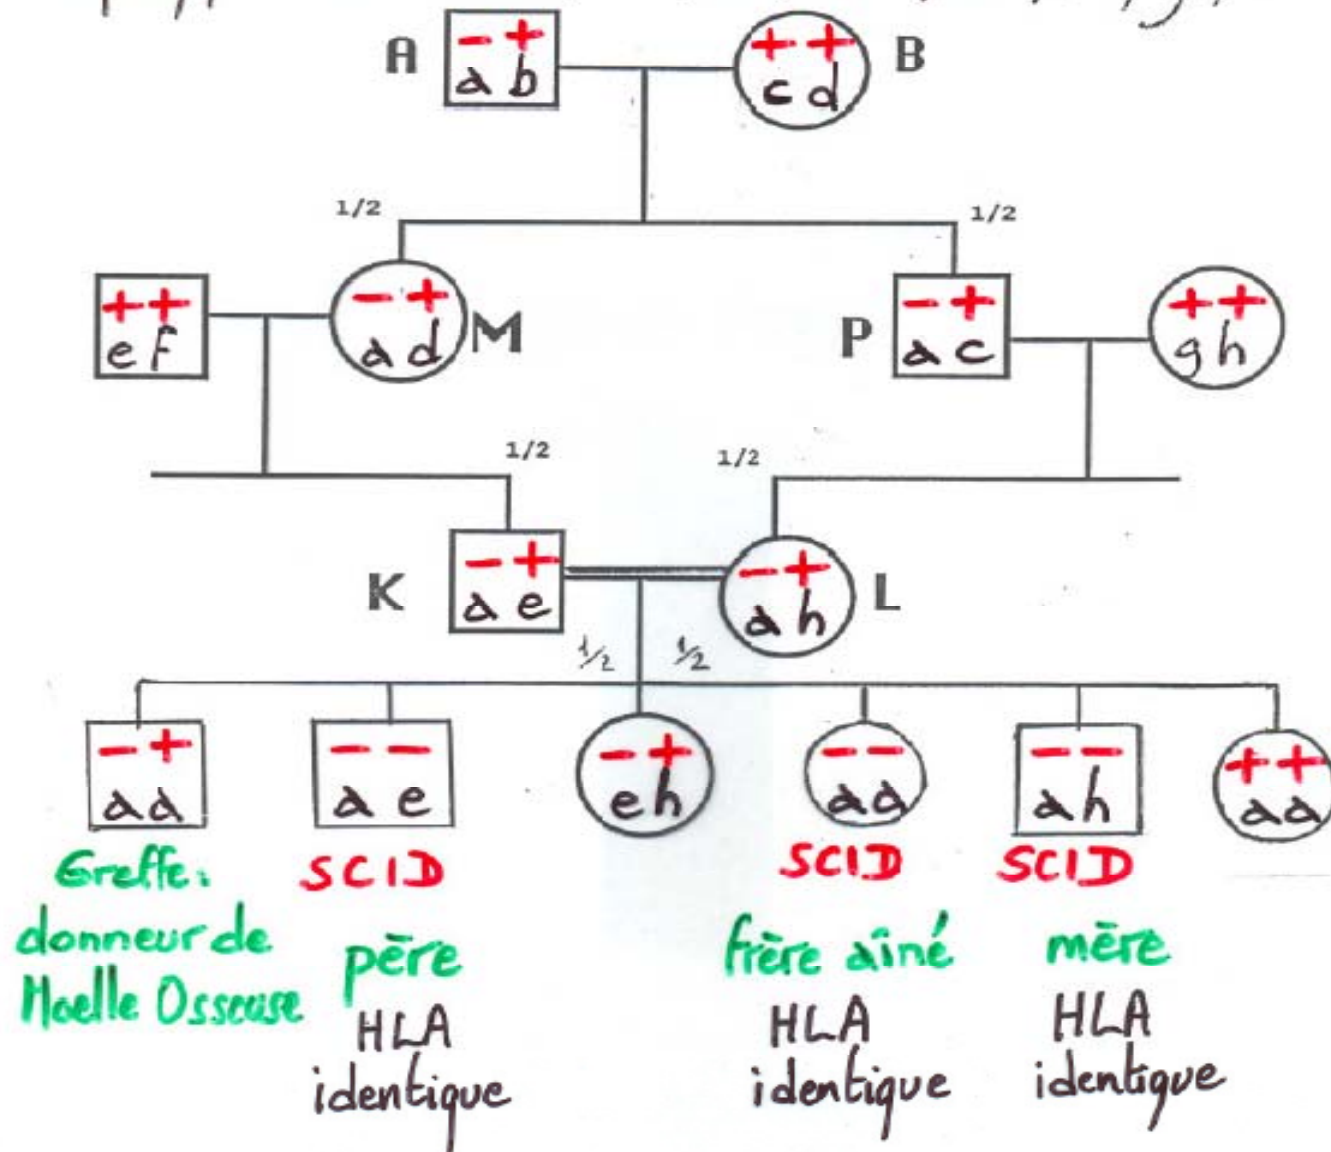 A - + + + B
a b c d
1/2 1/2
+ + - + M P - + + +
e f a d a c g h
1/2 1/2
K - + - + L
a e a h
1/2 1/2
- + - - - + - - - - + +
a a a e e h a a a h a a
Greffe: SCID SCID SCID
donneur de père frère aîné mère
Moelle Osseuse HLA HLA HLA
identique identique identique